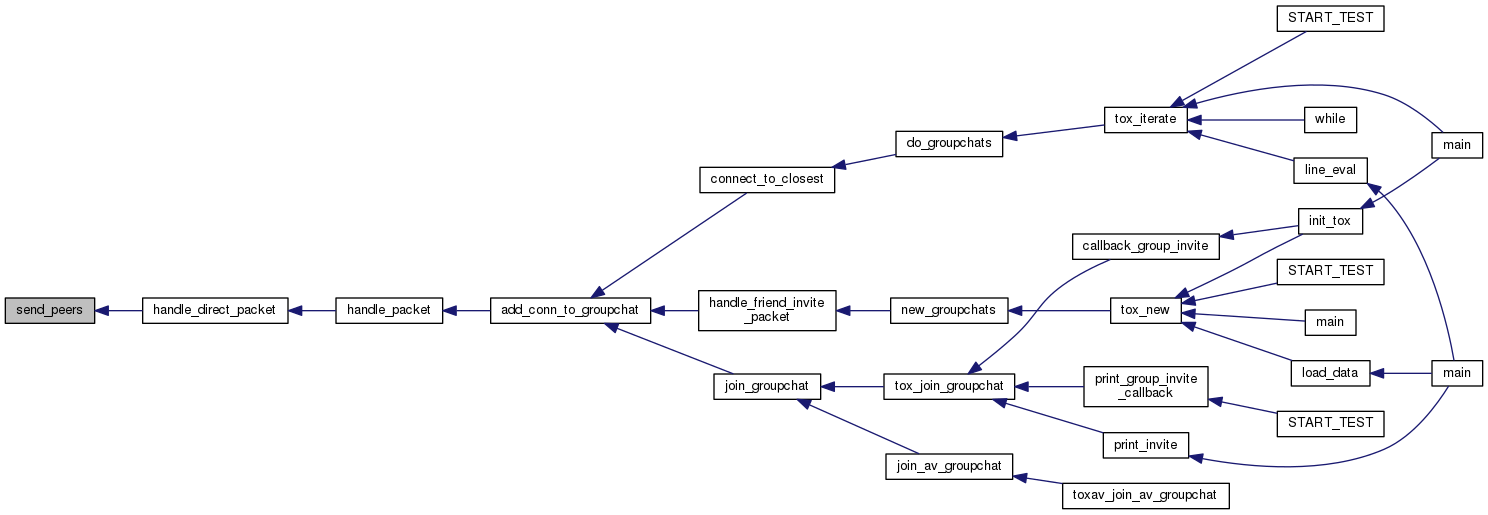 START_TEST
tox_iterate
while
main
do_groupchats
line_eval
connect_to_closest
init_tox
callback_group_invite
START_TEST
send_peers
handle_direct_packet
handle_packet
add_conn_to_groupchat
handle_friend_invite
_packet
new_groupchats
tox_new
main
load_data
main
join_groupchat
tox_join_groupchat
print_group_invite
_callback
START_TEST
print_invite
join_av_groupchat
toxav_join_av_groupchat